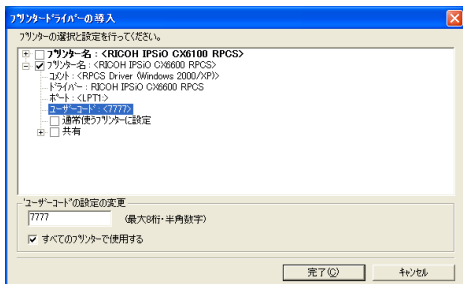 プリンタードライバーの導入
プリンターの選択と設定を行ってください。
プリンター名 : <RICOH IPSiO CX6100 RPCS>
プリンター名 : <RICOH IPSiO CX6600 RPCS>
コメント : <RPCS Driver (Windows 2000/XP)>
ドライバー : RICOH IPSiO CX6600 RPCS
ポート : <LPT1:>
ユーザーコード : <7777>
通常使うプリンターに設定
共有
'ユーザーコード'の設定の変更
7777 (最大8桁・半角数字)
すべてのプリンターで使用する
完了(O) キャンセル